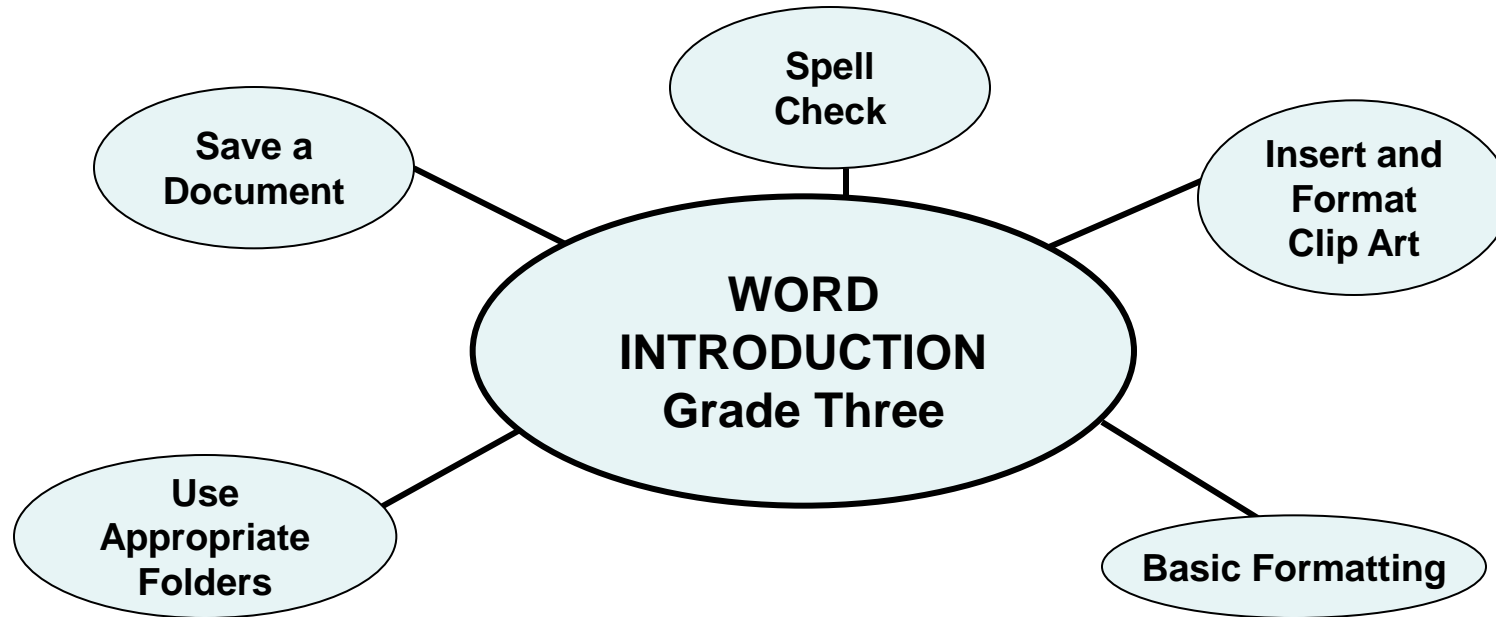 Spell
Check
Save a
Document
Insert and
Format
Clip Art
WORD
INTRODUCTION
Grade Three
Use
Appropriate
Folders
Basic Formatting